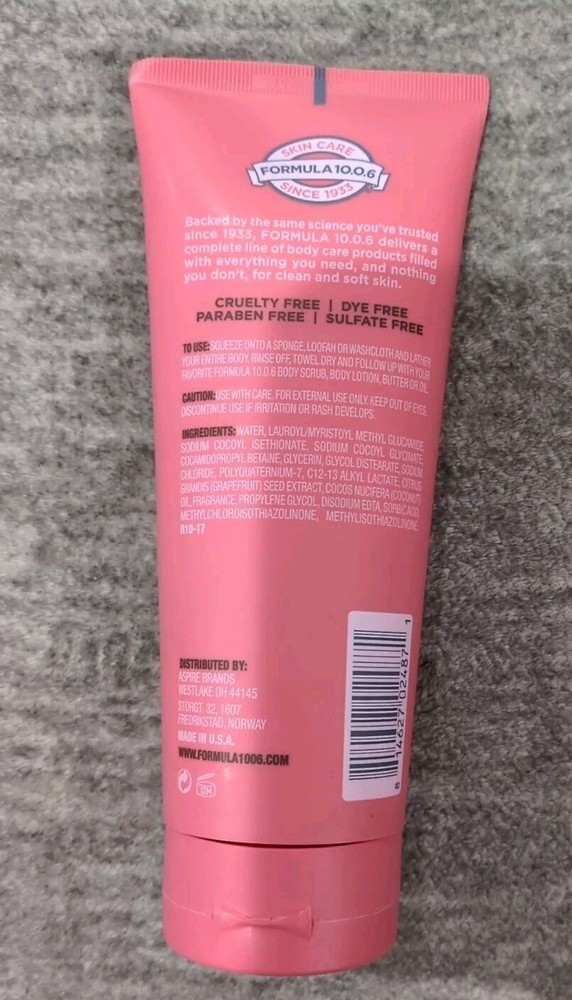 SKIN CARE
FORMULA 10.0.6
SINCE 1933
Backed by the same science you've trusted
since 1933, FORMULA 10.0.6 delivers a
complete line of body care products filled
with everything you need, and nothing
you don't, for clean and soft skin.
CRUELTY FREE | DYE FREE
PARABEN FREE | SULFATE FREE
TO USE: SQUEEZE ONTO A SPONGE, LOOFAH OR WASHCLOTH AND LATHER
YOUR ENTIRE BODY. RINSE OFF, TOWEL DRY AND FOLLOW UP WITH YOUR
FAVORITE FORMULA 10.0.6 BODY SCRUB, BODY LOTION, BUTTER OR OIL.
CAUTION: USE WITH CARE. FOR EXTERNAL USE ONLY. KEEP OUT OF EYES.
DISCONTINUE USE IF IRRITATION OR RASH DEVELOPS.
INGREDIENTS: WATER, LAUROYL/MYRISTOYL METHYL GLUCAMIDE,
SODIUM COCOYL ISETHIONATE, SODIUM COCOYL GLYCINATE,
COCAMIDOPROPYL BETAINE, GLYCERIN, GLYCOL DISTEARATE, SODIUM
CHLORIDE, POLYQUATERNIUM-7, C12-13 ALKYL LACTATE, CITRUS
GRANDIS (GRAPEFRUIT) SEED EXTRACT, COCOS NUCIFERA (COCONUT)
OIL, FRAGRANCE, PROPYLENE GLYCOL, DISODIUM EDTA, SORBIC ACID,
METHYLCHLOROISOTHIAZOLINONE, METHYLISOTHIAZOLINONE.
R10-17
DISTRIBUTED BY:
ASPIRE BRANDS
WESTLAKE OH 44145
STORGT. 32, 1607
FREDRIKSTAD, NORWAY
MADE IN U.S.A.
WWW.FORMULA1006.COM
12M
8 14627 02487 1